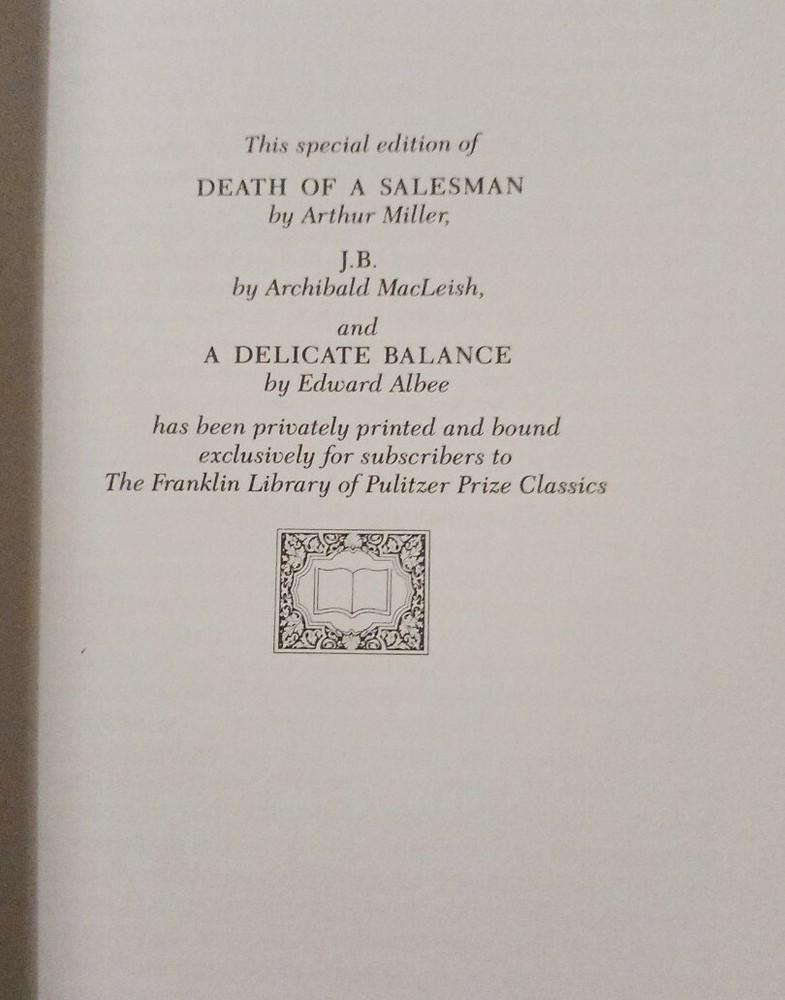 This special edition of
DEATH OF A SALESMAN
by Arthur Miller,
J.B.
by Archibald MacLeish,
and
A DELICATE BALANCE
by Edward Albee
has been privately printed and bound
exclusively for subscribers to
The Franklin Library of Pulitzer Prize Classics